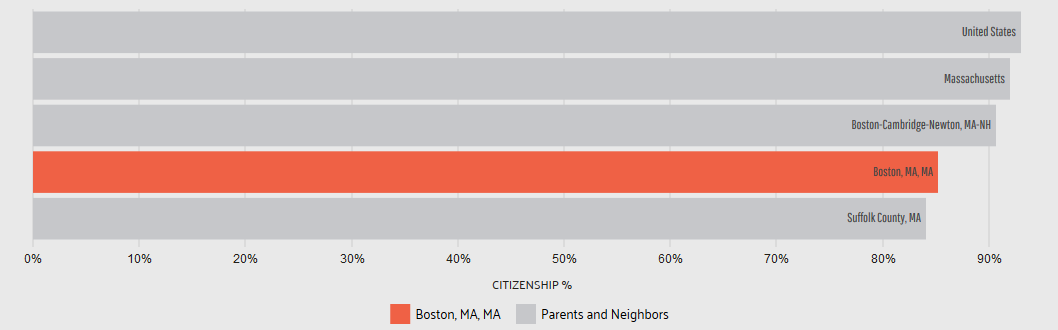 United States
Massachusetts
Boston-Cambridge-Newton, MA-NH
Boston, MA, MA
Suffolk County, MA
0% 10% 20% 30% 40% 50% 60% 70% 80% 90%
CITIZENSHIP %
Boston, MA, MA Parents and Neighbors